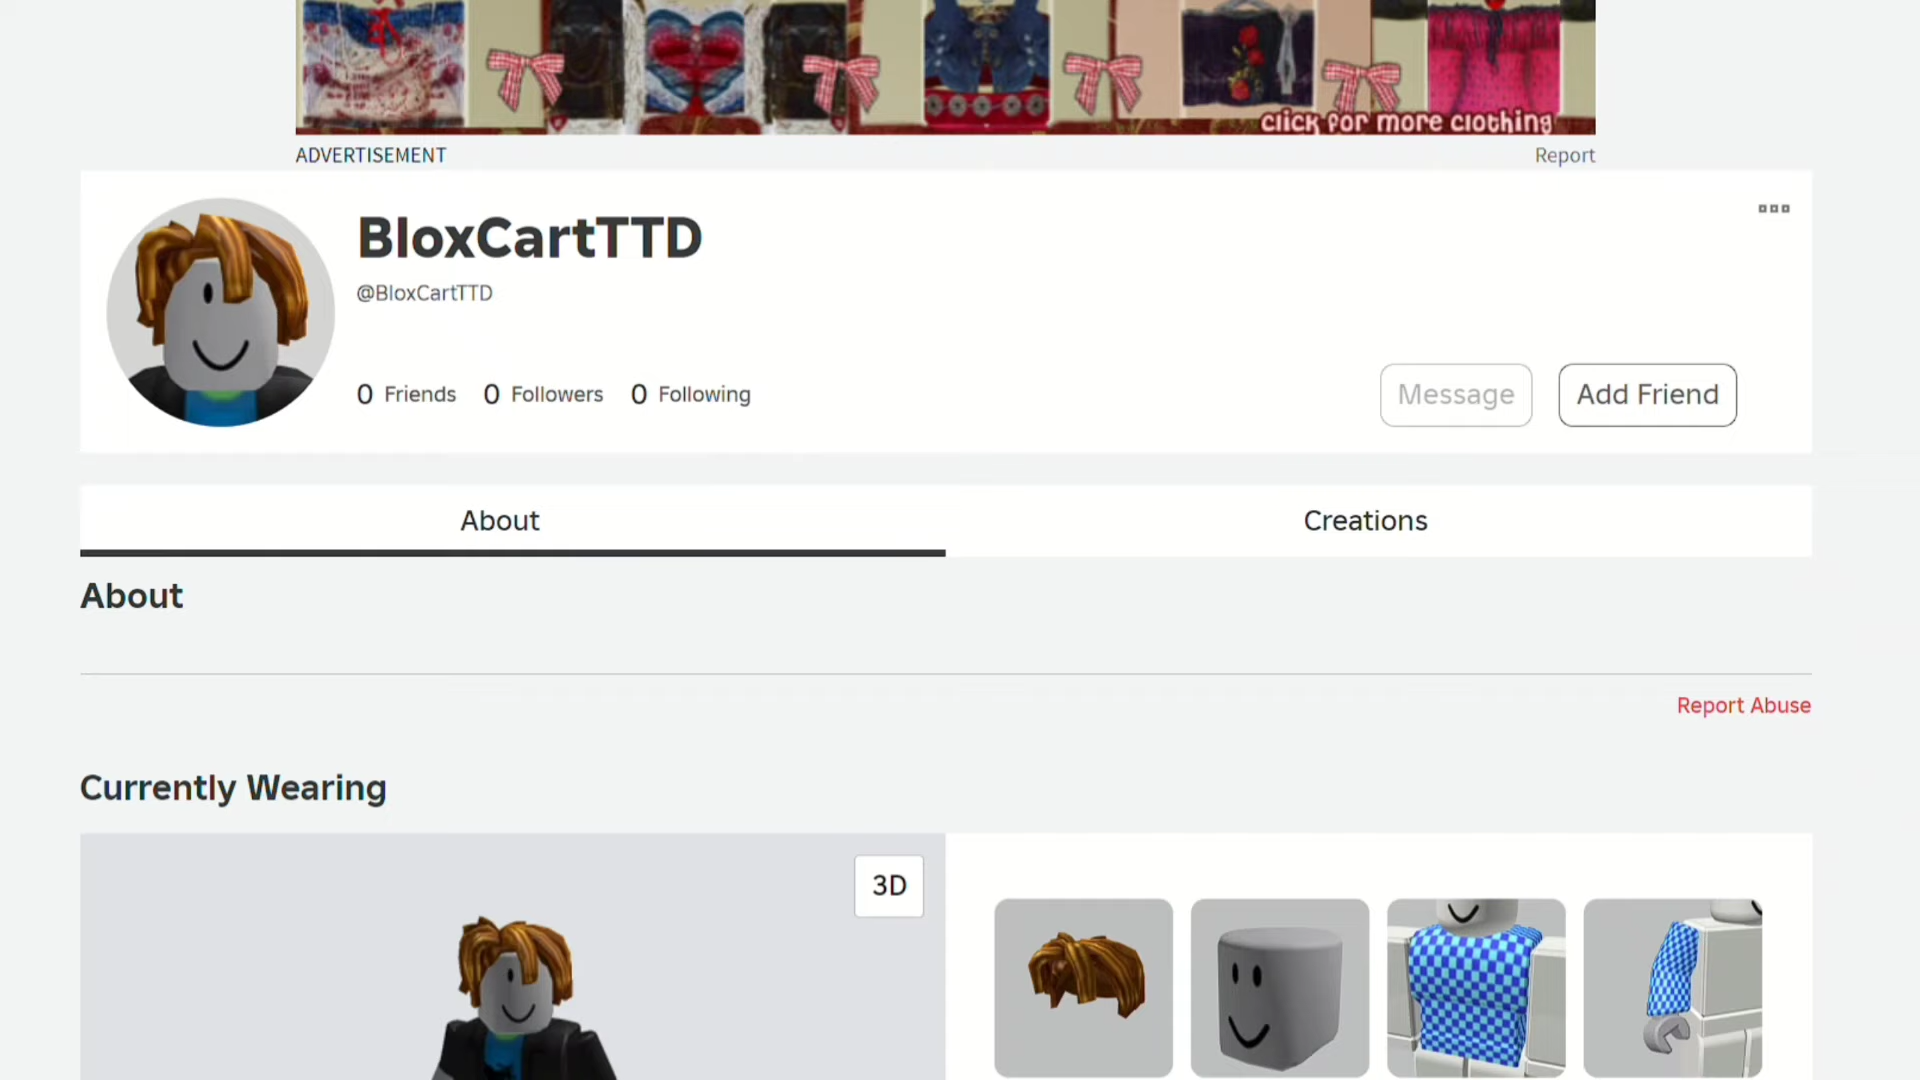 click for more clothing
ADVERTISEMENT
Report
BloxCartTTD
@BloxCartTTD
0 Friends 0 Followers 0 Following
Message
Add Friend
About
Creations
About
Report Abuse
Currently Wearing
3D